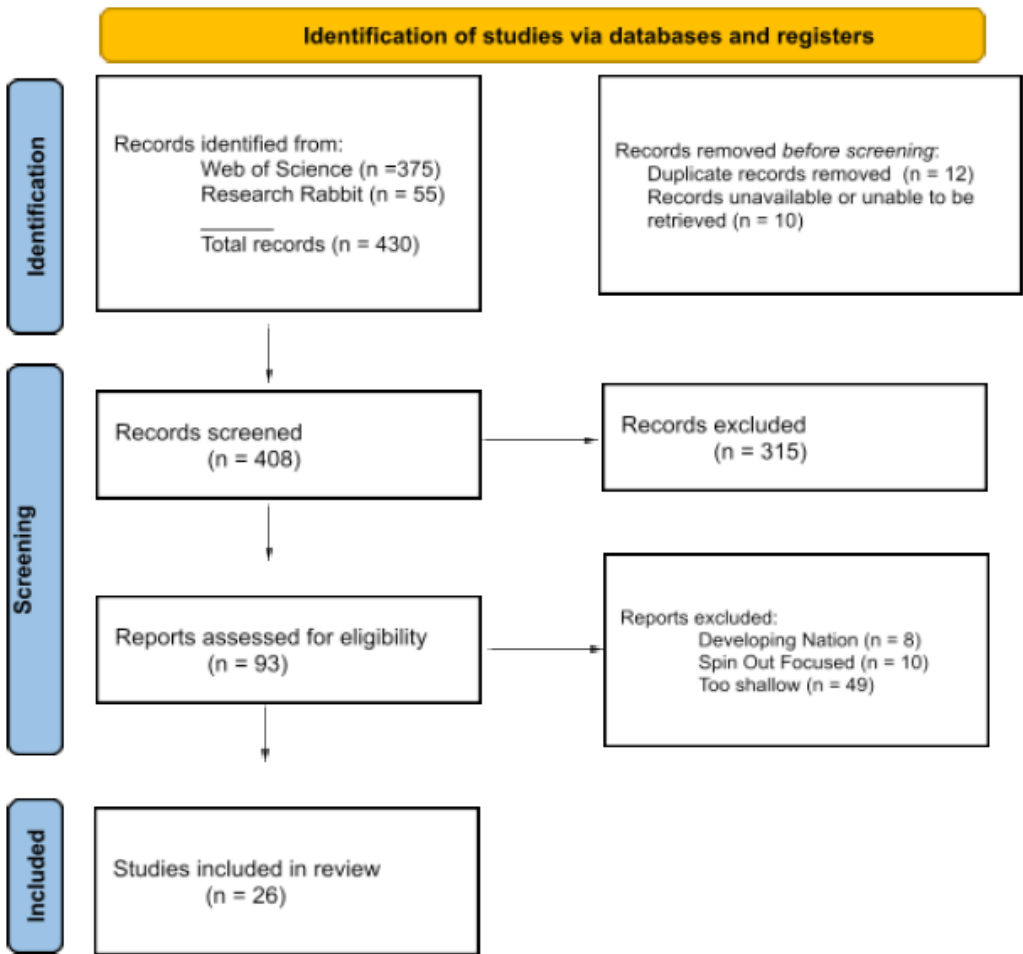 Identification of studies via databases and registers
Identification
Records identified from:
Web of Science (n =375)
Research Rabbit (n = 55)
Total records (n = 430)
Records removed before screening:
Duplicate records removed (n = 12)
Records unavailable or unable to be
retrieved (n = 10)
Screening
Records screened
(n = 408)
Records excluded
(n = 315)
Reports assessed for eligibility
(n = 93)
Reports excluded:
Developing Nation (n = 8)
Spin Out Focused (n = 10)
Too shallow (n = 49)
Included
Studies included in review
(n = 26)